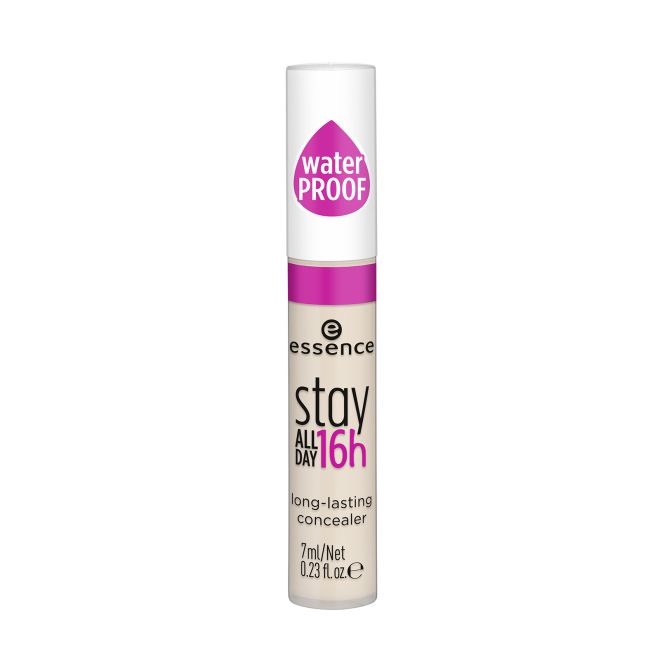 water
PROOF
e
essence
stay
ALL DAY 16h
long-lasting
concealer
7ml/Net
0.23 fl.oz.℮